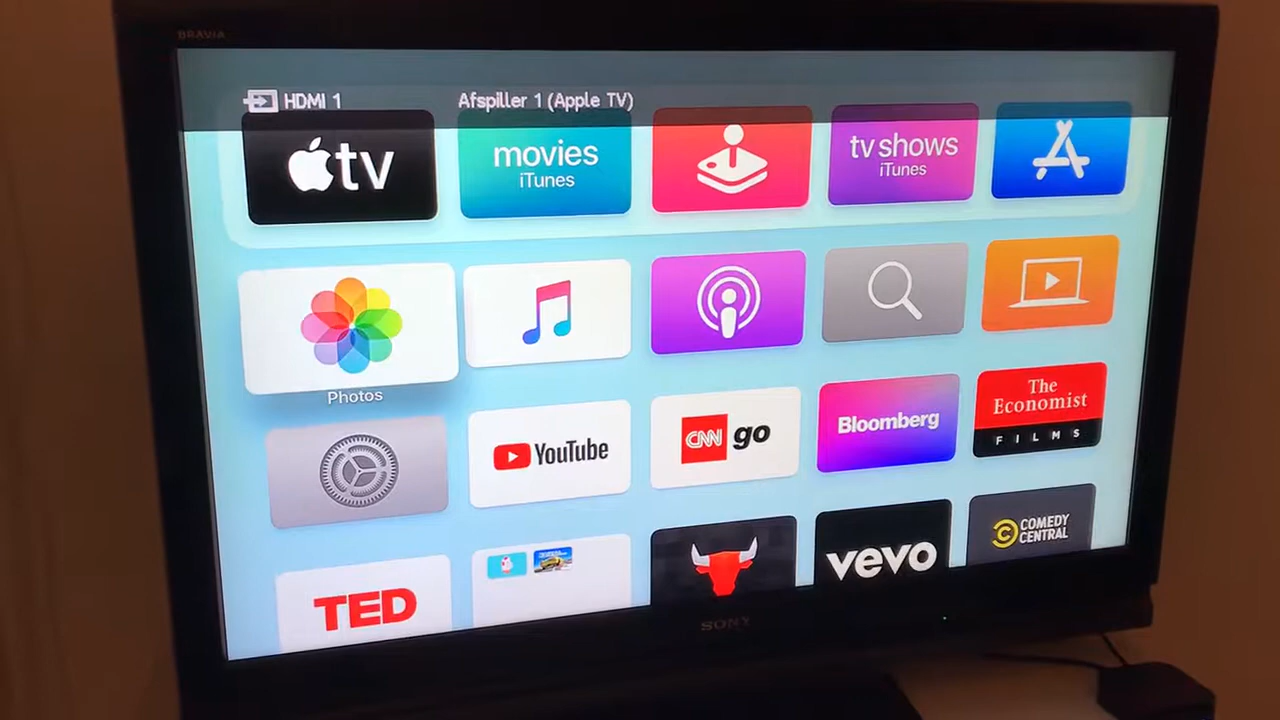 BRAVIA
HDMI 1 Afspiller 1 (Apple TV)
tv
movies
iTunes
tv shows
iTunes
Photos
YouTube
CNN go
Bloomberg
The
Economist
FILMS
TED
vevo
COMEDY
CENTRAL
SONY